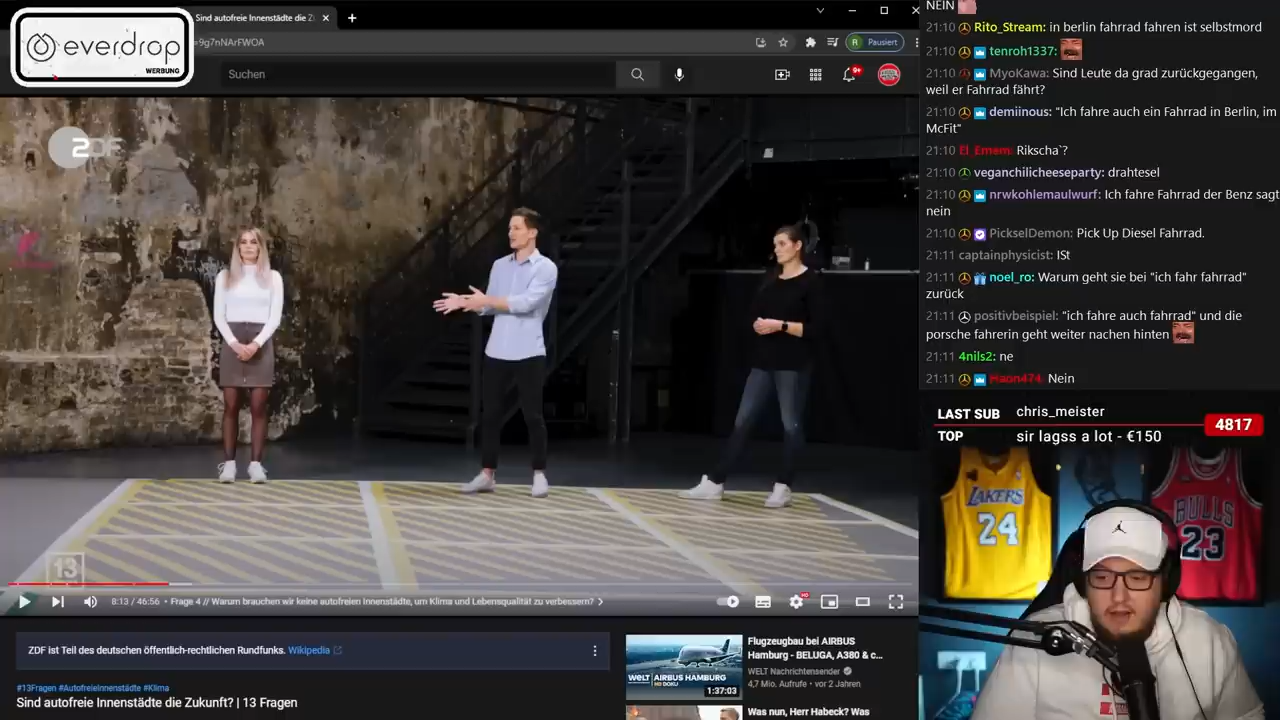 everdrop
WERBUNG
Sind autofreie Innenstädte die Z
=9g7nNArFWOA
Pausiert
Suchen
9+
ZDF
13
8:13 / 46:56 • Frage 4 // Warum brauchen wir keine autofreien Innenstädte, um Klima und Lebensqualität zu verbessern?
HD
ZDF ist Teil des deutschen öffentlich-rechtlichen Rundfunks. Wikipedia
#13Fragen #AutofreieInnenstädte #Klima
Sind autofreie Innenstädte die Zukunft? | 13 Fragen
WELT AIRBUS HAMBURG
HD DOKU
1:37:03
Flugzeugbau bei AIRBUS
Hamburg - BELUGA, A380 & c...
WELT Nachrichtensender
4,7 Mio. Aufrufe • vor 2 Jahren
Was nun, Herr Habeck? Was
NEIN
21:10 Rito_Stream: in berlin fahrrad fahren ist selbstmord
21:10 tenroh1337:
21:10 MyoKawa: Sind Leute da grad zurückgegangen,
weil er Fahrrad fährt?
21:10 demiinous: "Ich fahre auch ein Fahrrad in Berlin, im
McFit"
21:10 El_Emem: Rikscha`?
21:10 veganchilicheeseparty: drahtesel
21:10 nrwkohlemaulwurf: Ich fahre Fahrrad der Benz sagt
nein
21:10 PickselDemon: Pick Up Diesel Fahrrad.
21:11 captainphysicist: ISt
21:11 noel_ro: Warum geht sie bei "ich fahr fahrrad"
zurück
21:11 positivbeispiel: "ich fahre auch fahrrad" und die
porsche fahrerin geht weiter nachen hinten
21:11 4nils2: ne
21:11 Haon474: Nein
LAST SUB chris_meister
TOP sir lagss a lot - €150
4817
LAKERS
24
BULLS
23